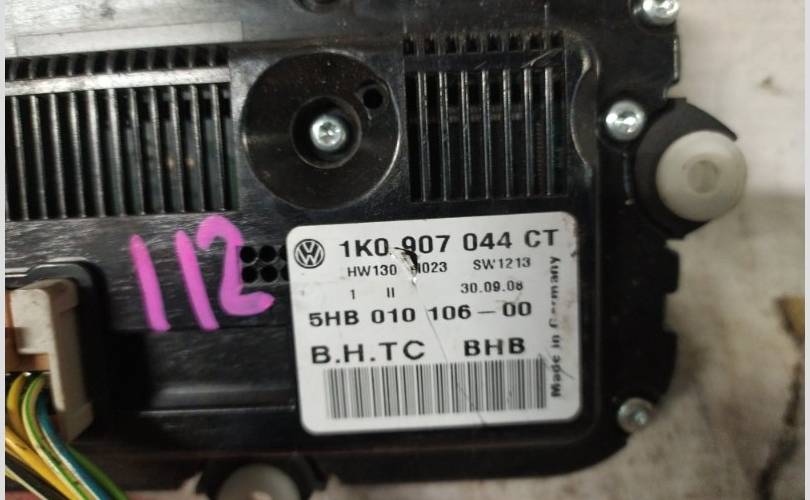 112
1K0 907 044 CT
HW130 H023 SW1213
1 II 30.09.08
5HB 010 106-00
B.H.TC BHB
Made in Germany